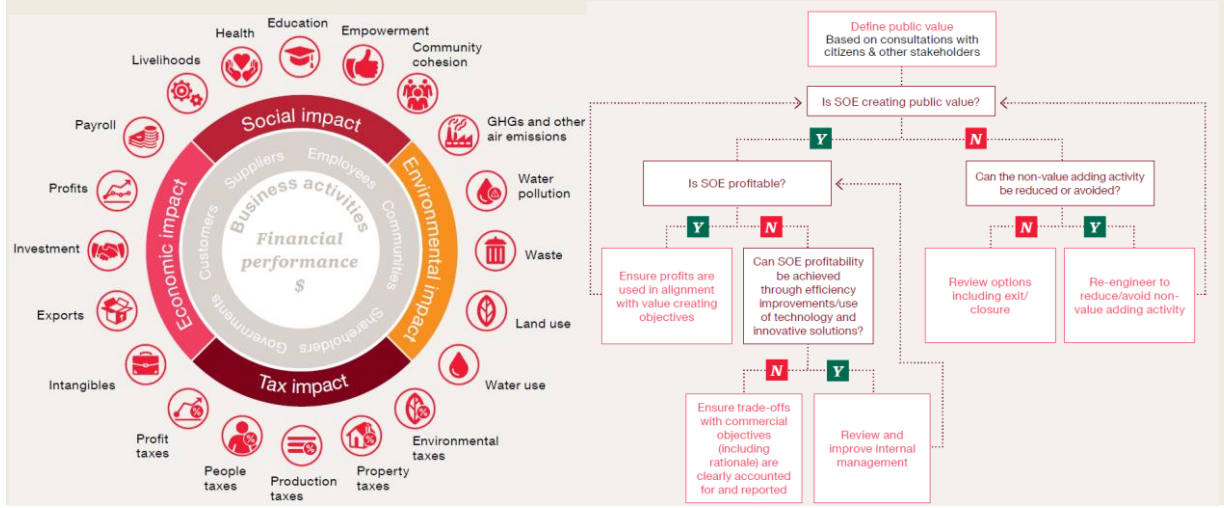 Education
Health
Empowerment
Livelihoods
Community
cohesion
Payroll
GHGs and other
air emissions
Profits
Water
pollution
Investment
Waste
Exports
Land use
Intangibles
Water use
Profit
taxes
Environmental
taxes
People
taxes
Production
taxes
Property
taxes
Social impact
Environmental impact
Tax impact
Economic impact
Suppliers
Employees
Communities
Shareholders
Governments
Customers
Business activities
Financial
performance
$
Define public value
Based on consultations with
citizens & other stakeholders
Is SOE creating public value?
Y
N
Is SOE profitable?
Can the non-value adding activity
be reduced or avoided?
Y
N
N
Y
Ensure profits are
used in alignment
with value creating
objectives
Can SOE profitability
be achieved
through efficiency
improvements/use
of technology and
innovative solutions?
Review options
including exit/
closure
Re-engineer to
reduce/avoid non-
value adding activity
N
Y
Ensure trade-offs
with commercial
objectives
(including
rationale) are
clearly accounted
for and reported
Review and
improve internal
management